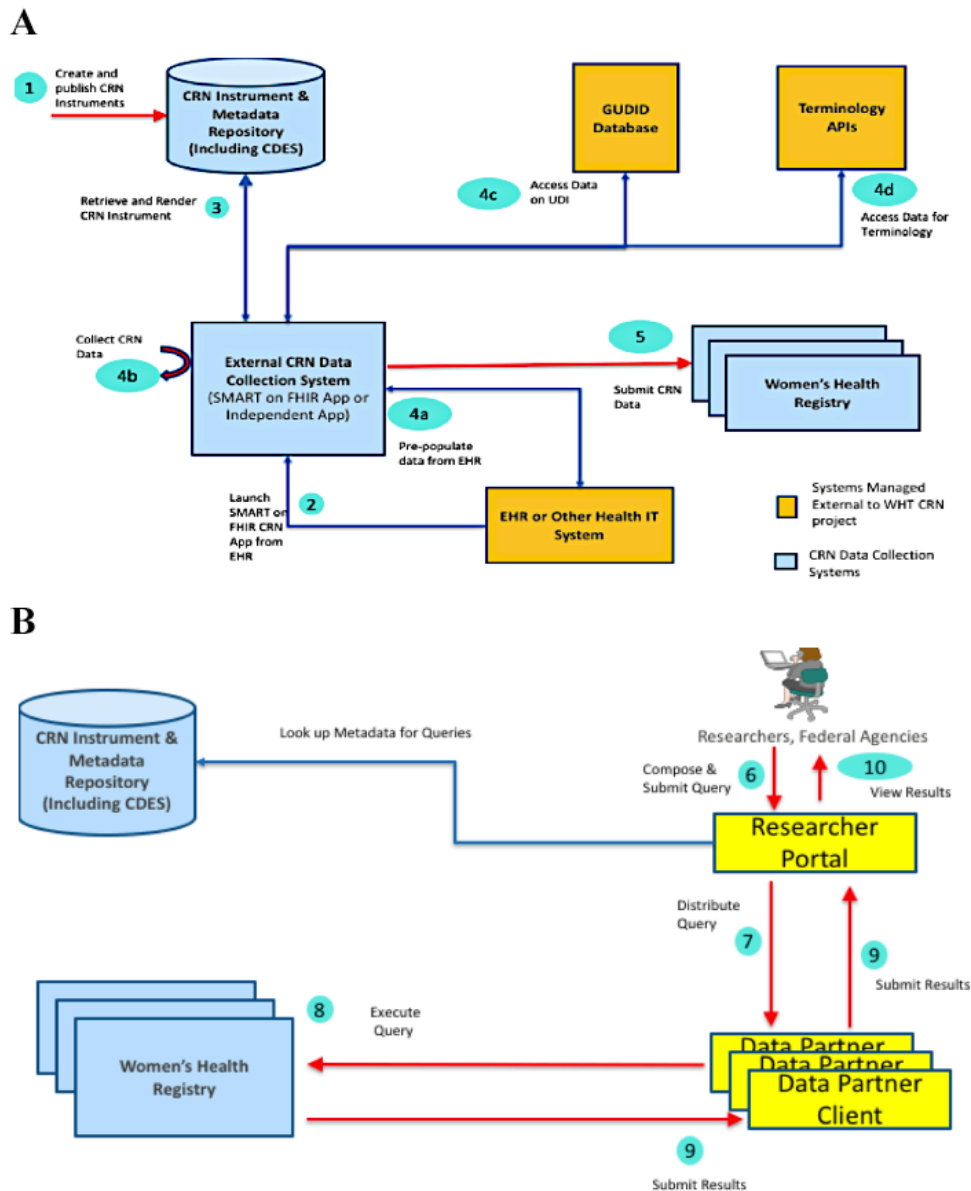 A
1
Create and
publish CRN
Instruments
CRN Instrument &
Metadata
Repository
(Including CDES)
GUDID
Database
Terminology
APIs
Retrieve and Render
CRN Instrument
3
4c
Access Data
on UDI
4d
Access Data for
Terminology
Collect CRN
Data
4b
External CRN Data
Collection System
(SMART on FHIR App or
Independent App)
5
Submit CRN
Data
Women's Health
Registry
4a
Pre-populate
data from EHR
Launch
SMART on
FHIR CRN
App from
EHR
2
EHR or Other Health IT
System
Systems Managed
External to WHT CRN
project
CRN Data Collection
Systems
B
CRN Instrument &
Metadata
Repository
(Including CDES)
Look up Metadata for Queries
Researchers, Federal Agencies
Compose &
Submit Query
6
10
View Results
Researcher
Portal
Distribute
Query
7
9
Submit Results
8
Execute
Query
Women's Health
Registry
Data Partner
Data Partner
Data Partner
Client
9
Submit Results